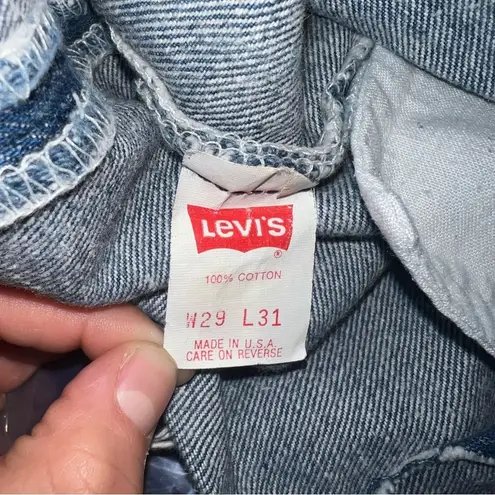 LEVI'S
®
100% COTTON
W29 L31
MADE IN U.S.A.
CARE ON REVERSE